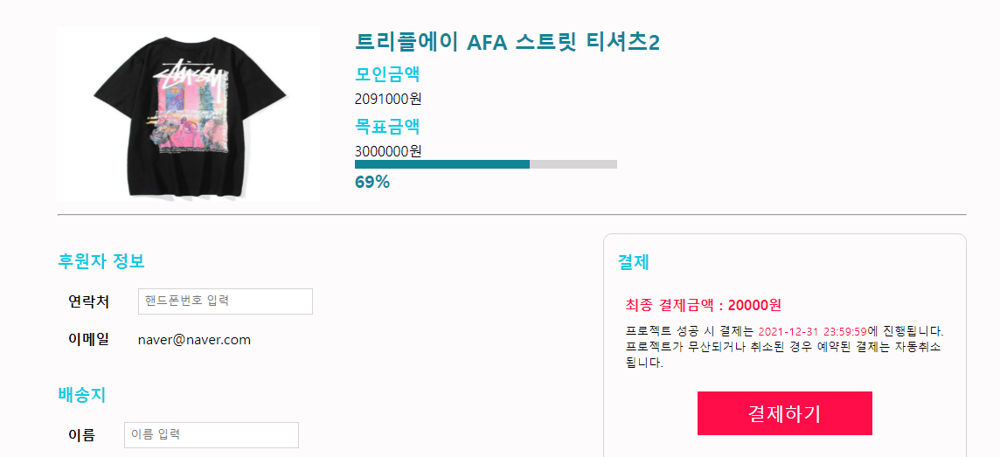 트리플에이 AFA 스트릿 티셔츠2
모인금액
2091000원
목표금액
3000000원
69%
후원자 정보
연락처 핸드폰번호 입력
이메일 naver@naver.com
배송지
이름 이름 입력
결제
최종 결제금액 : 20000원
프로젝트 성공 시 결제는 2021-12-31 23:59:59에 진행됩니다.
프로젝트가 무산되거나 취소된 경우 예약된 결제는 자동취소
됩니다.
결제하기